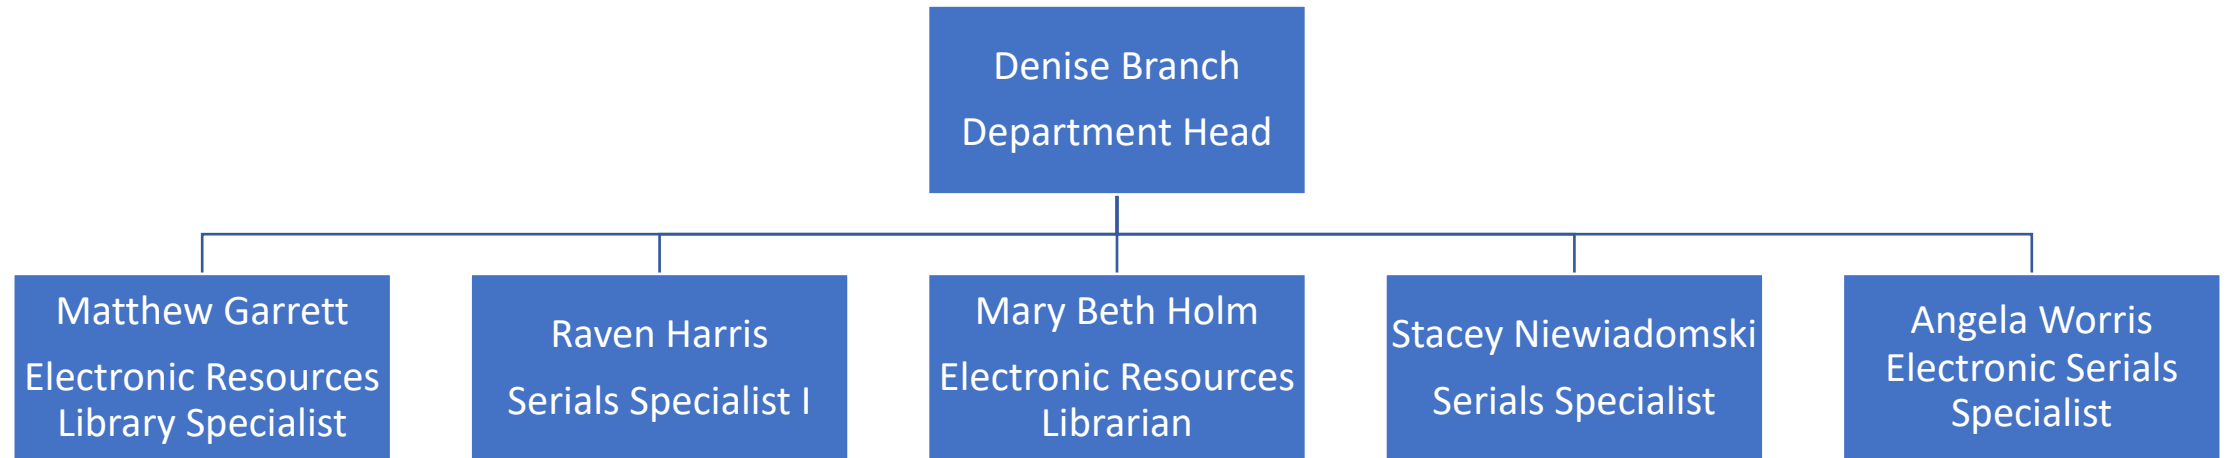 Denise Branch
Department Head
Matthew Garrett
Electronic Resources
Library Specialist
Raven Harris
Serials Specialist I
Mary Beth Holm
Electronic Resources
Librarian
Stacey Niewiadomski
Serials Specialist
Angela Worris
Electronic Serials
Specialist